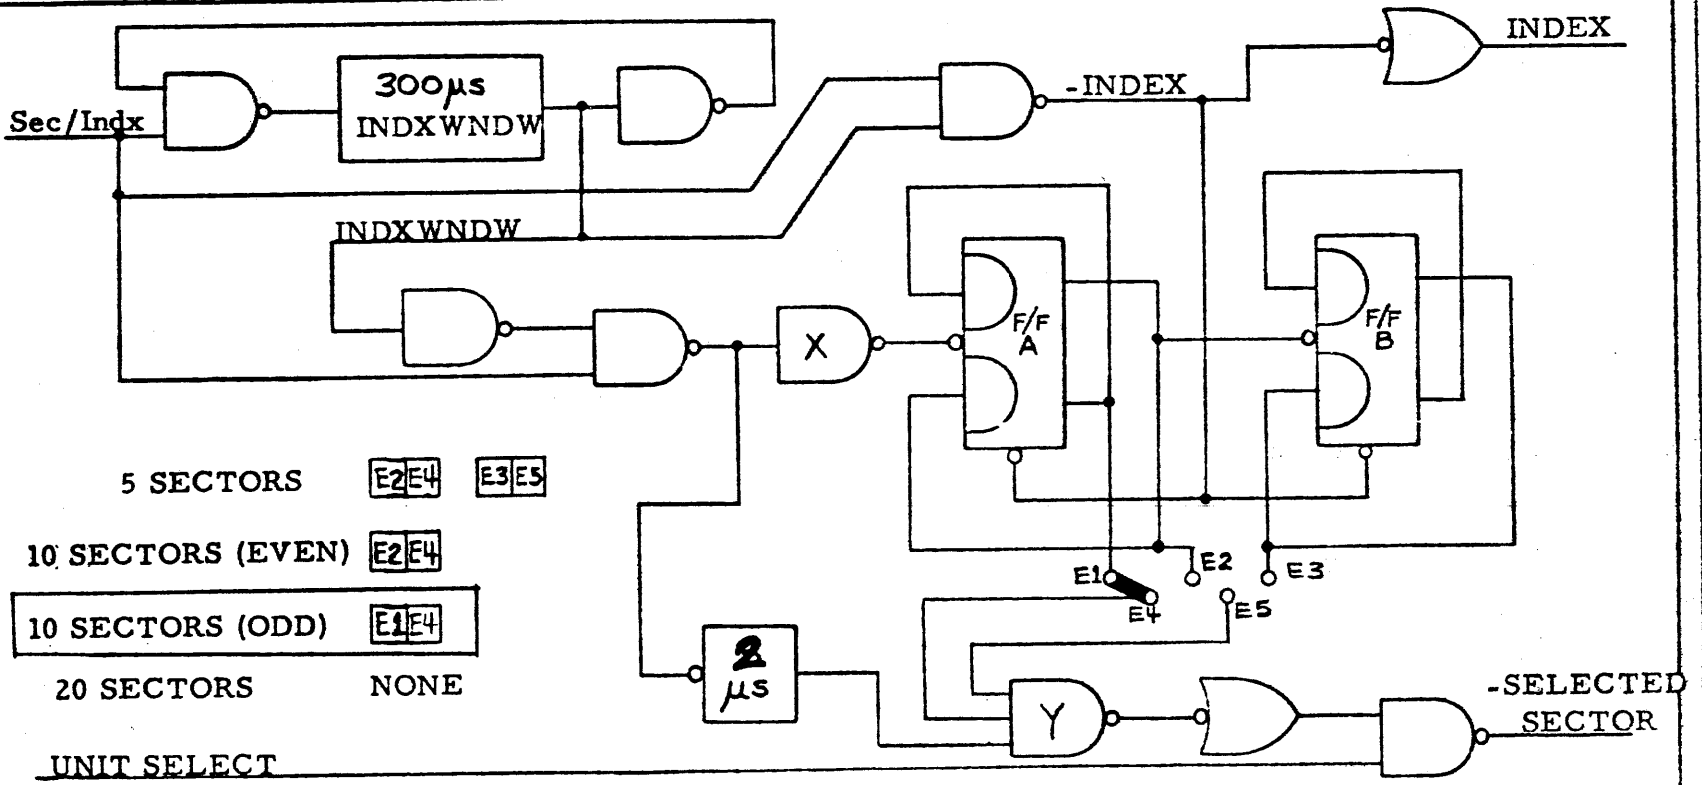 INDEX
Sec/Indx
300µs
INDXWNDW
-INDEX
INDXWNDW
X
F/F
A
F/F
B
5 SECTORS E2 E4 E3 E5
10 SECTORS (EVEN) E2 E4
10 SECTORS (ODD) E1 E4
20 SECTORS NONE
E1
E2
E3
E4
E5
2
µs
Y
-SELECTED
SECTOR
UNIT SELECT